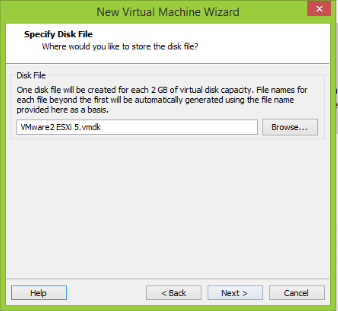 New Virtual Machine Wizard
Specify Disk File
Where would you like to store the disk file?
Disk File
One disk file will be created for each 2 GB of virtual disk capacity. File names for
each file beyond the first will be automatically generated using the file name
provided here as a basis.
VMware2 ESXi 5.vmdk
Browse...
Help
< Back
Next >
Cancel